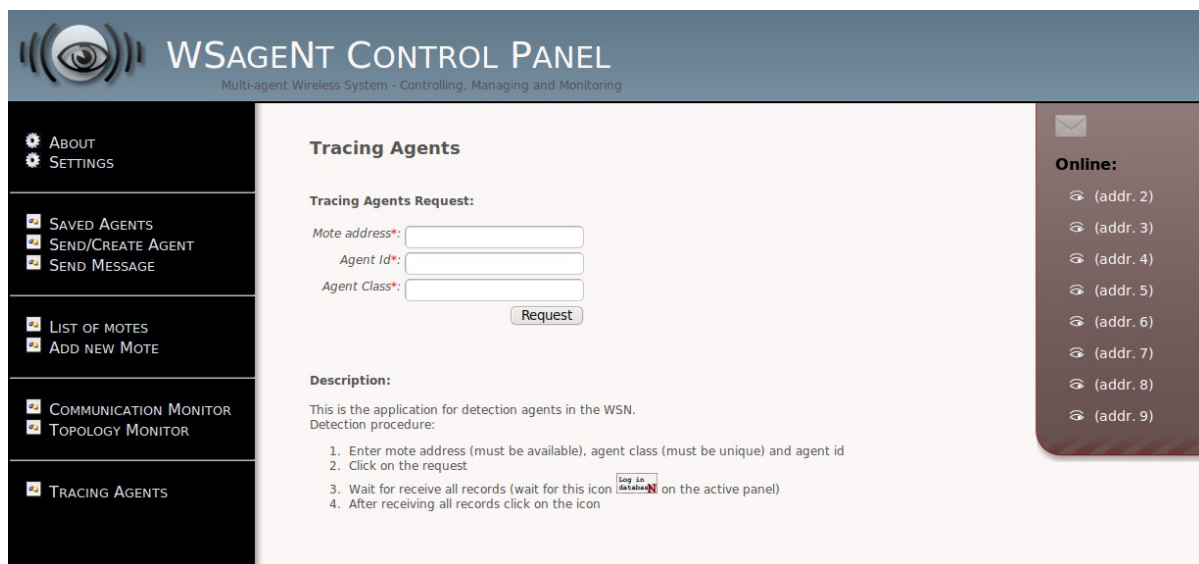 WSAGENT CONTROL PANEL
Multi-agent Wireless System - Controlling, Managing and Monitoring
ABOUT
SETTINGS
SAVED AGENTS
SEND/CREATE AGENT
SEND MESSAGE
LIST OF MOTES
ADD NEW MOTE
COMMUNICATION MONITOR
TOPOLOGY MONITOR
TRACING AGENTS
Tracing Agents
Tracing Agents Request:
Mote address*:
Agent Id*:
Agent Class*:
Request
Description:
This is the application for detection agents in the WSN.
Detection procedure:
1. Enter mote address (must be available), agent class (must be unique) and agent id
2. Click on the request
3. Wait for receive all records (wait for this icon Log in databasN on the active panel)
4. After receiving all records click on the icon
Online:
(addr. 2)
(addr. 3)
(addr. 4)
(addr. 5)
(addr. 6)
(addr. 7)
(addr. 8)
(addr. 9)